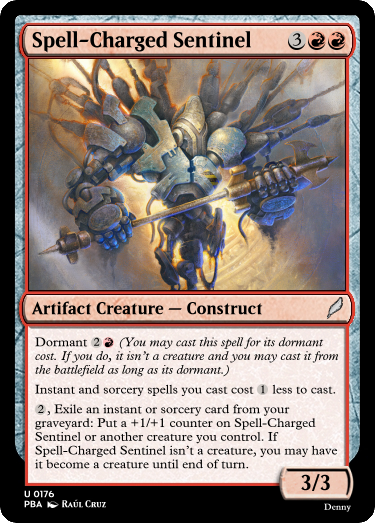 Spell-Charged Sentinel 3
Artifact Creature — Construct
Dormant 2 (You may cast this spell for its dormant
cost. If you do, it isn't a creature and you may cast it from
the battlefield as long as its dormant.)
Instant and sorcery spells you cast cost 1 less to cast.
2, Exile an instant or sorcery card from your
graveyard: Put a +1/+1 counter on Spell-Charged
Sentinel or another creature you control. If
Spell-Charged Sentinel isn't a creature, you may have
it become a creature until end of turn.
3/3
U 0176
PBA Raúl Cruz
Denny